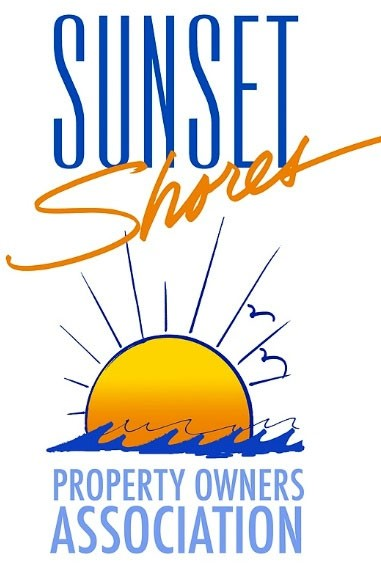 SUNSET
Shores
PROPERTY OWNERS
ASSOCIATION